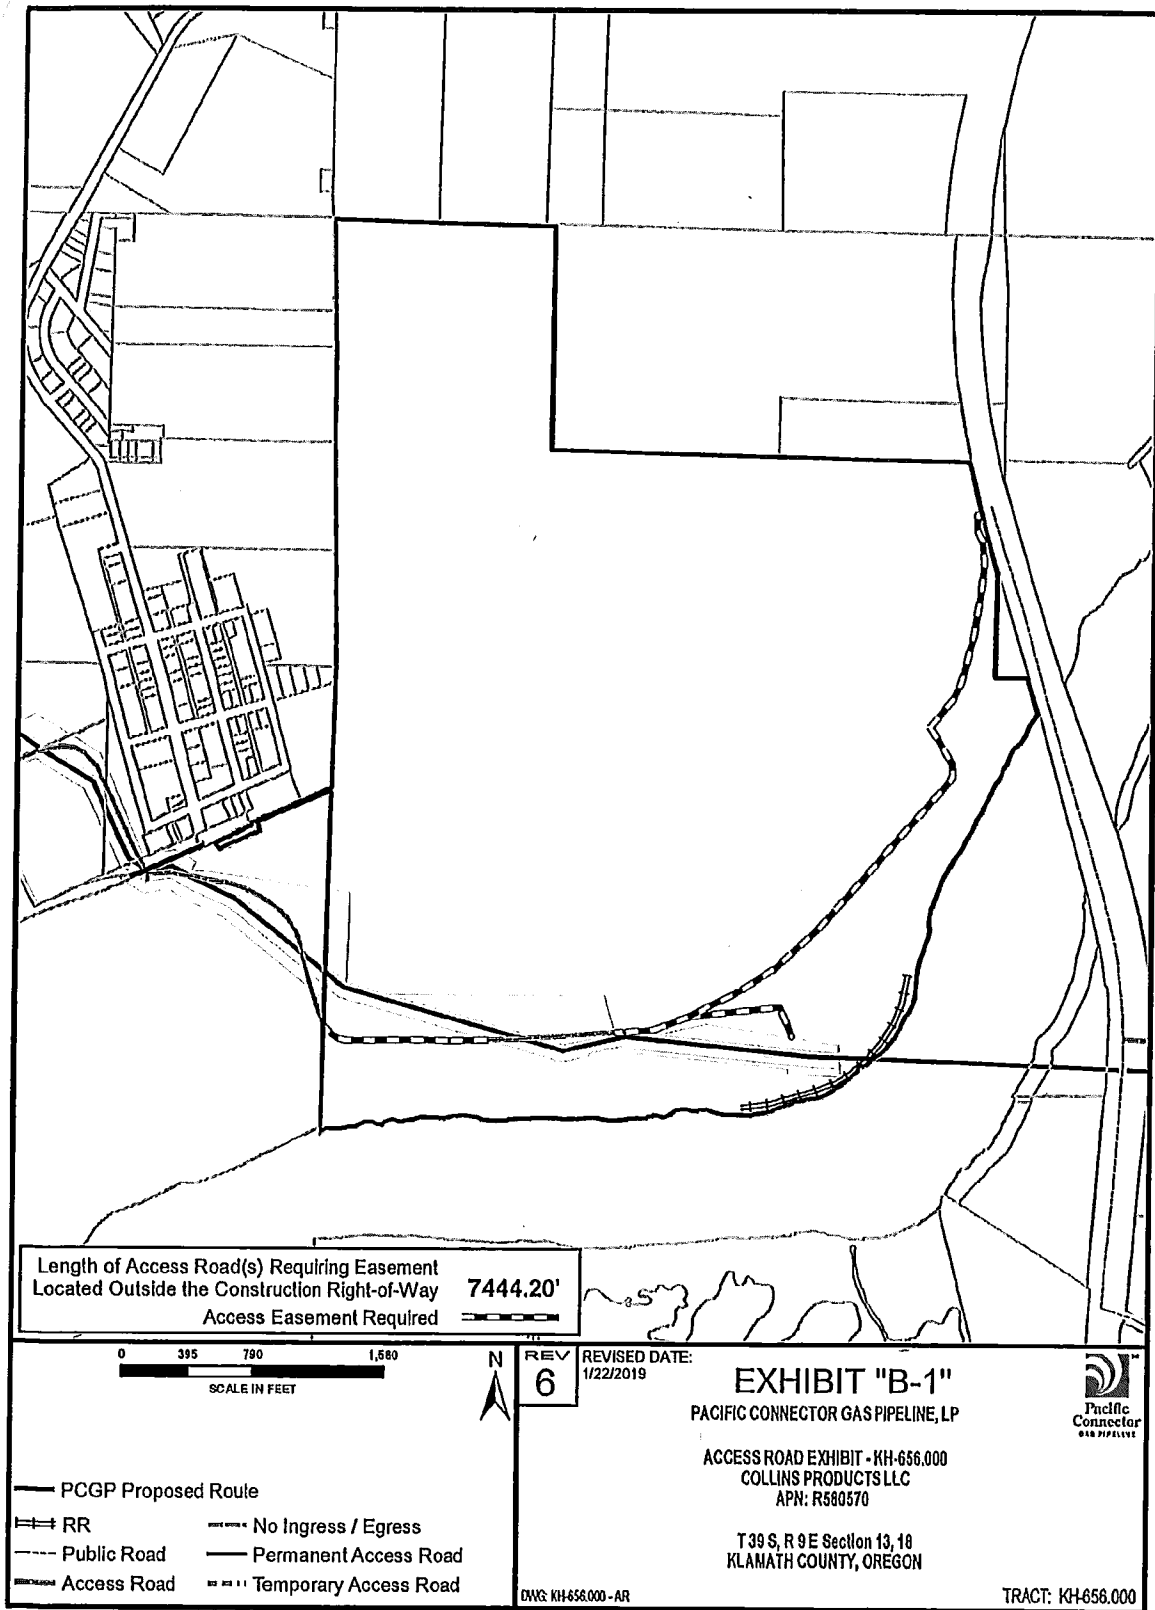 Length of Access Road(s) Requiring Easement
Located Outside the Construction Right-of-Way 7444.20'
Access Easement Required
0 395 790 1,580
SCALE IN FEET
N
REV
6
REVISED DATE:
1/22/2019
EXHIBIT "B-1"
PACIFIC CONNECTOR GAS PIPELINE, LP
ACCESS ROAD EXHIBIT - KH-656.000
COLLINS PRODUCTS LLC
APN: R580570
T 39 S, R 9 E Section 13, 18
KLAMATH COUNTY, OREGON
Pacific
Connector
GAS PIPELINE
PCGP Proposed Route
RR
No Ingress / Egress
Public Road
Permanent Access Road
Access Road
Temporary Access Road
DWG: KH-656.000 - AR
TRACT: KH-656.000